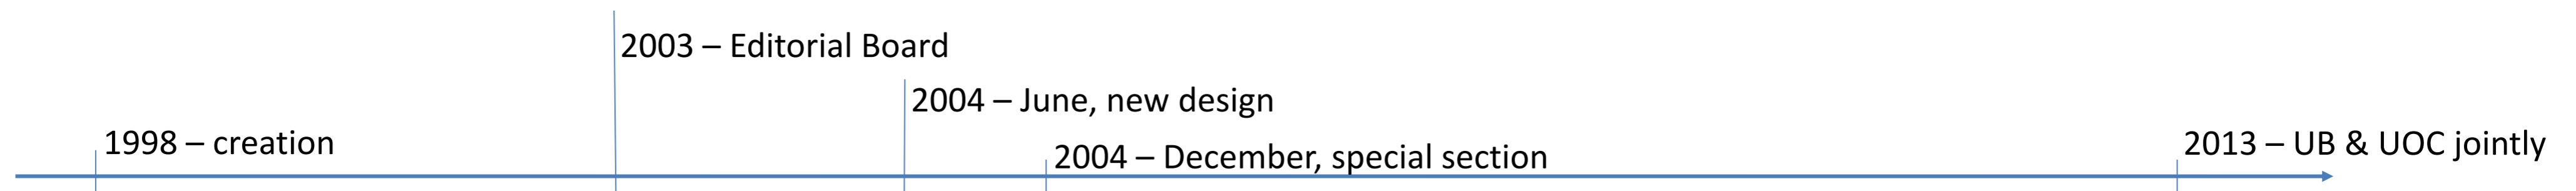 2003 – Editorial Board
2004 – June, new design
1998 – creation
2004 – December, special section
2013 – UB & UOC jointly